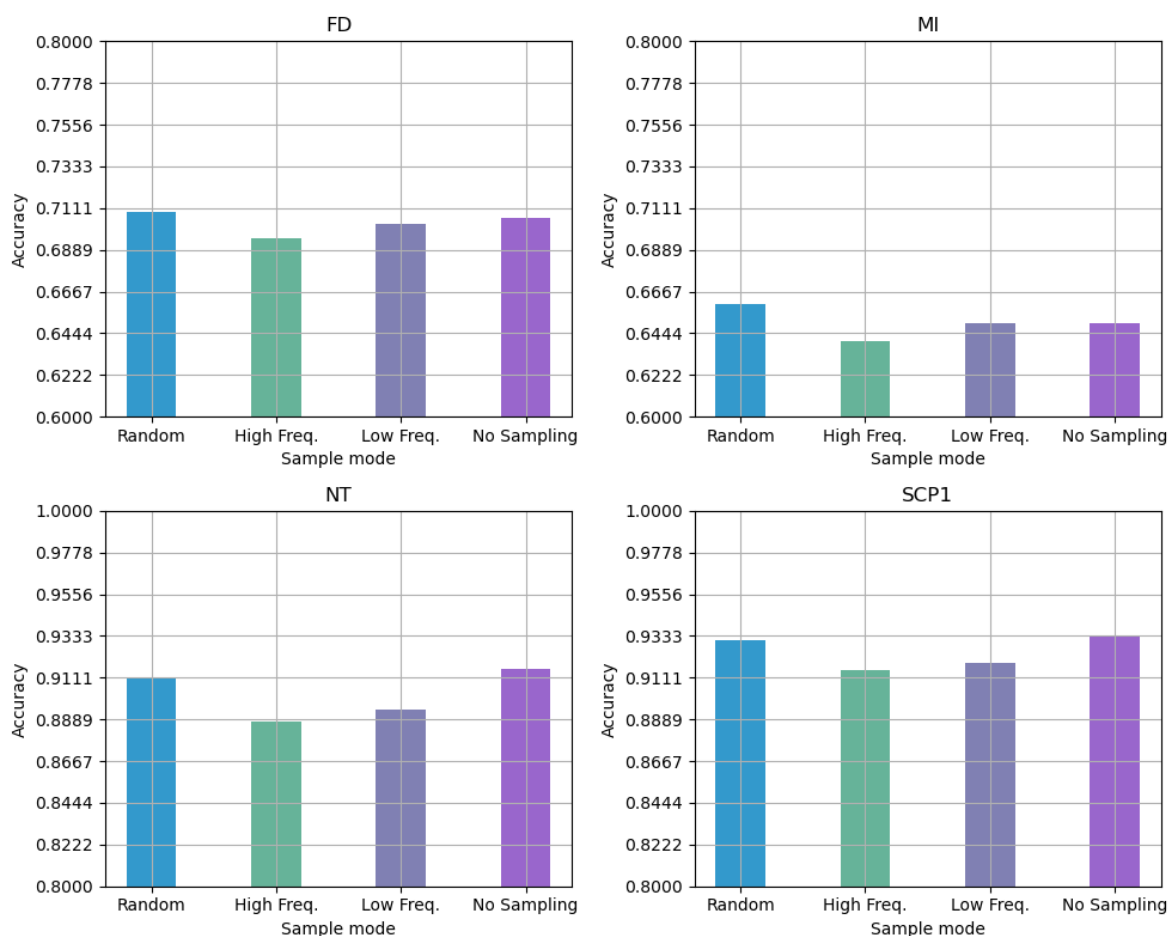 FD
0.8000
0.7778
0.7556
0.7333
0.7111
0.6889
0.6667
0.6444
0.6222
0.6000
Accuracy
Random High Freq. Low Freq. No Sampling
Sample mode
MI
0.8000
0.7778
0.7556
0.7333
0.7111
0.6889
0.6667
0.6444
0.6222
0.6000
Accuracy
Random High Freq. Low Freq. No Sampling
Sample mode
NT
1.0000
0.9778
0.9556
0.9333
0.9111
0.8889
0.8667
0.8444
0.8222
0.8000
Accuracy
Random High Freq. Low Freq. No Sampling
Sample mode
SCP1
1.0000
0.9778
0.9556
0.9333
0.9111
0.8889
0.8667
0.8444
0.8222
0.8000
Accuracy
Random High Freq. Low Freq. No Sampling
Sample mode